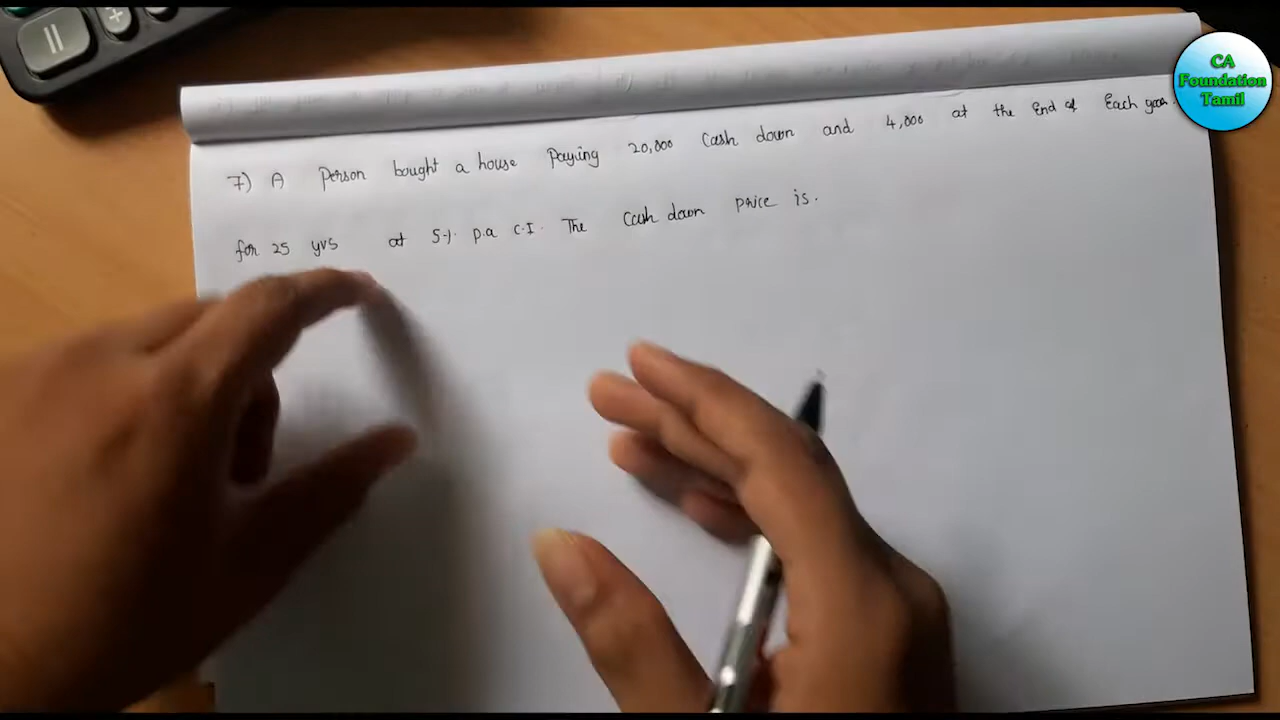 7) A Person bought a house Paying 20,000 Cash down and 4,000 at the End of Each year.
for 25 yrs at 5%. p.a C.I. The Cash down Price is.
CA
Foundation
Tamil